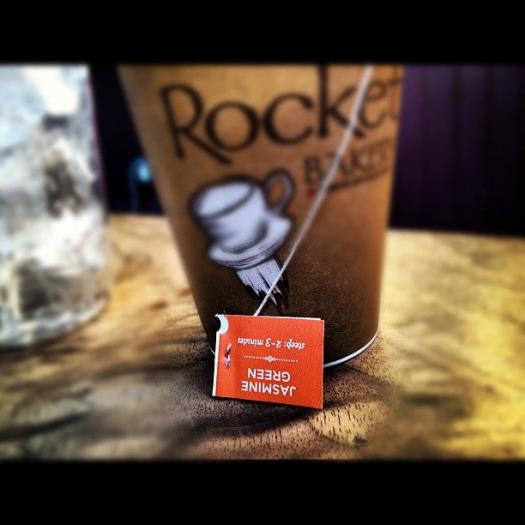 Rocket
BAKERY
JASMINE
GREEN
steep: 2-3 minutes